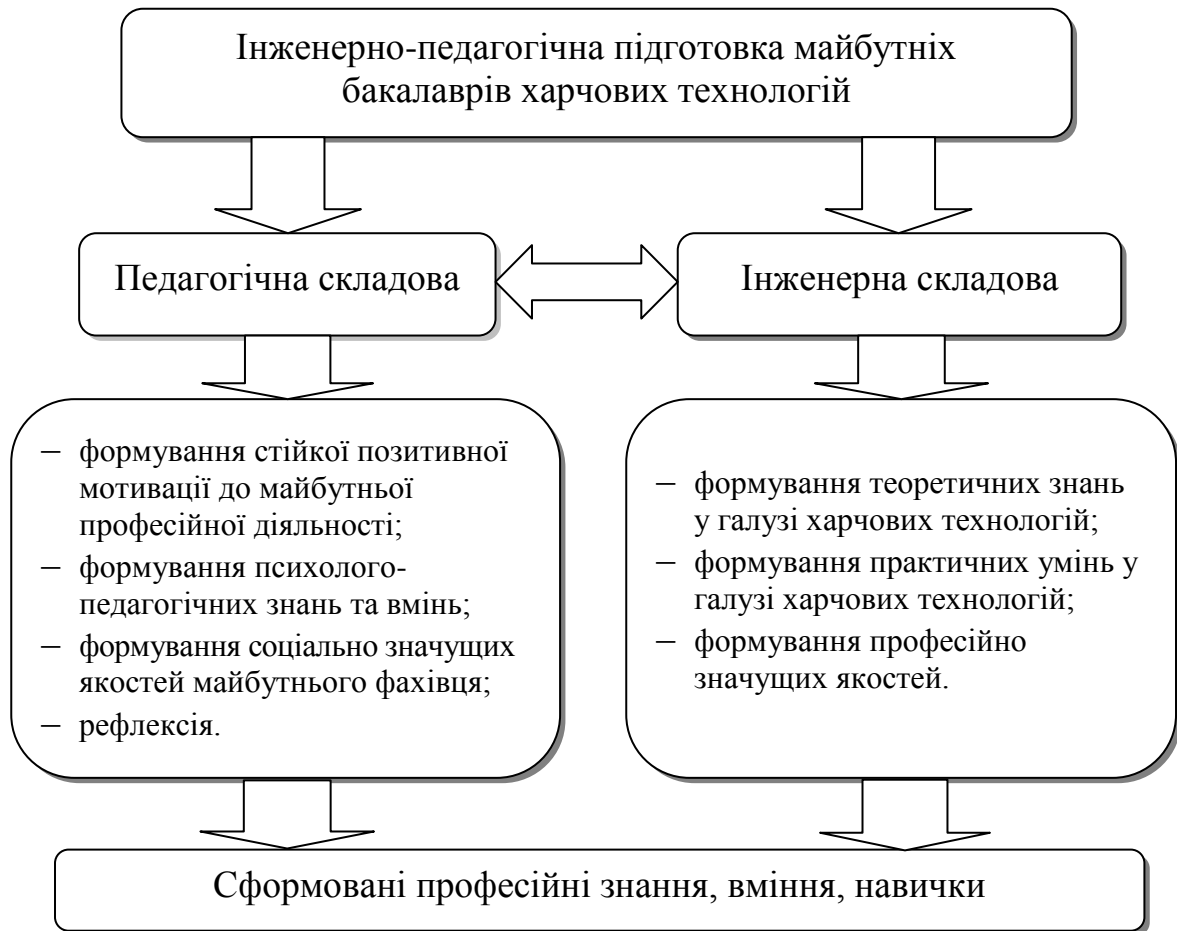 Інженерно-педагогічна підготовка майбутніх
бакалаврів харчових технологій
Педагогічна складова
Інженерна складова
– формування стійкої позитивної
мотивації до майбутньої
професійної діяльності;
– формування психолого-
педагогічних знань та вмінь;
– формування соціально значущих
якостей майбутнього фахівця;
– рефлексія.
– формування теоретичних знань
у галузі харчових технологій;
– формування практичних умінь у
галузі харчових технологій;
– формування професійно
значущих якостей.
Сформовані професійні знання, вміння, навички